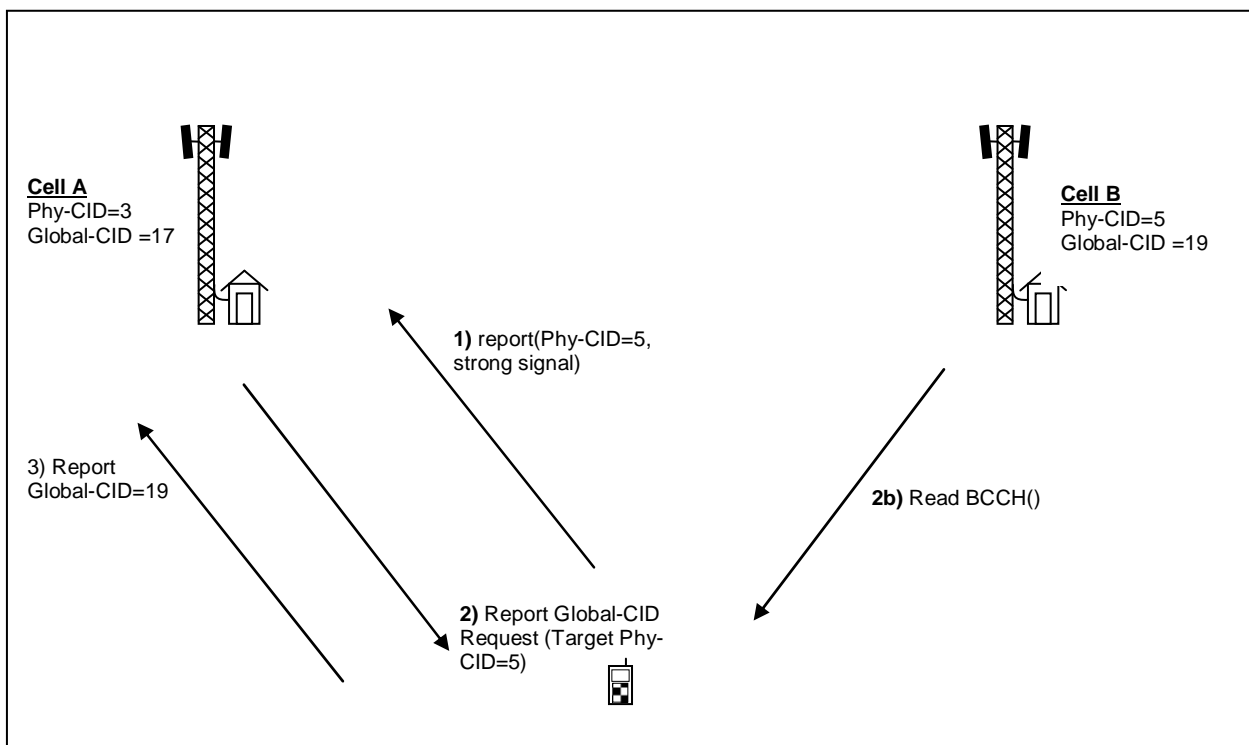 Cell A
Phy-CID=3
Global-CID =17
Cell B
Phy-CID=5
Global-CID =19
1) report(Phy-CID=5,
strong signal)
3) Report
Global-CID=19
2b) Read BCCH()
2) Report Global-CID
Request (Target Phy-
CID=5)